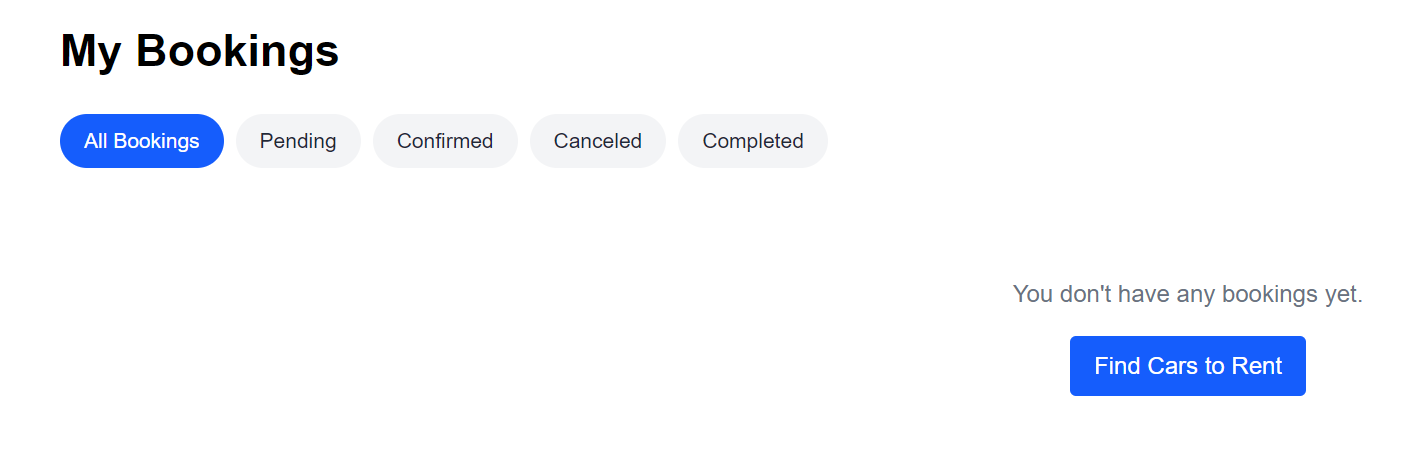 My Bookings
All Bookings Pending Confirmed Canceled Completed
You don't have any bookings yet.
Find Cars to Rent